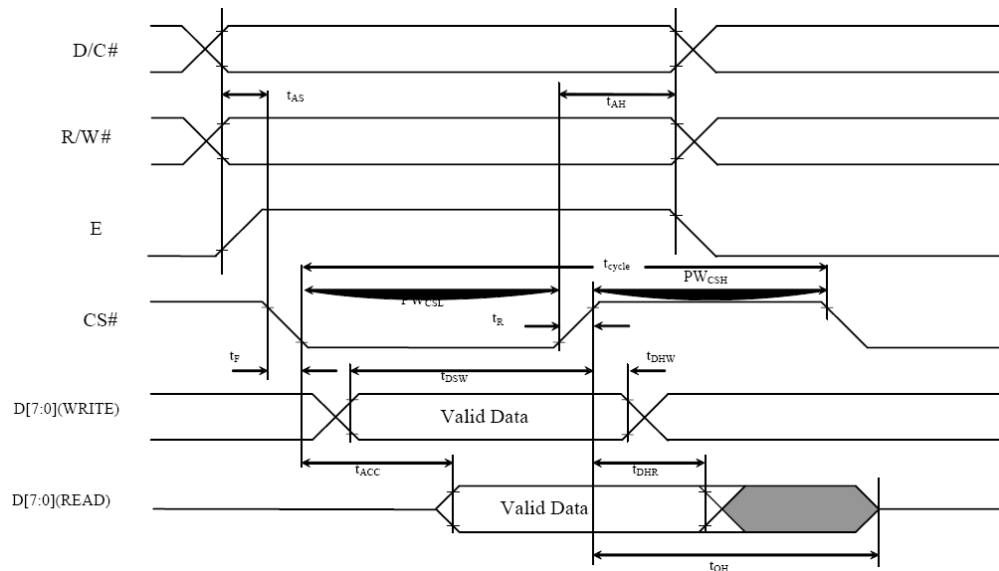 D/C#
tAS
tAH
R/W#
E
tcycle
PWCSH
PWCSL
CS#
tR
tF
tDSW
tDHW
D[7:0](WRITE)
Valid Data
tACC
tDHR
D[7:0](READ)
Valid Data
tOH